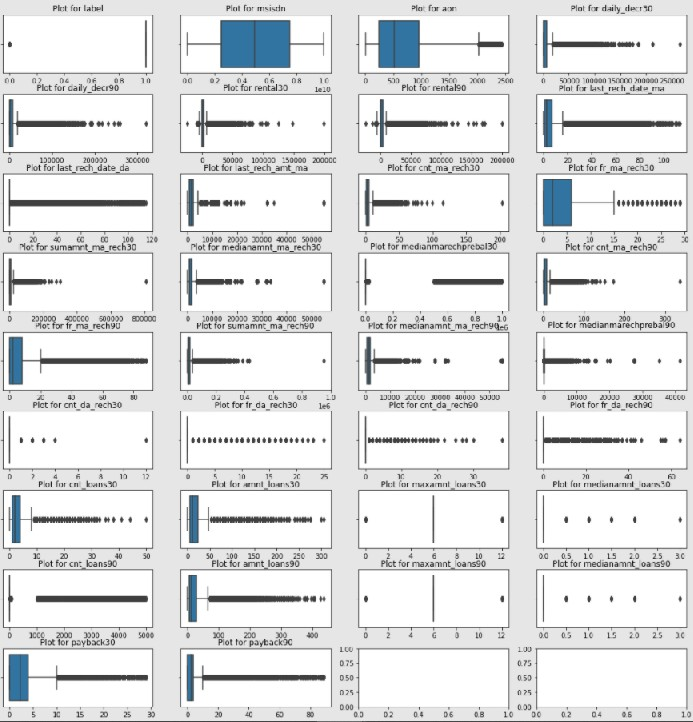 Plot for label Plot for msisdn Plot for aon Plot for daily_decr30
0.0 0.2 0.4 0.6 0.8 1.0 0.0 0.2 0.4 0.6 0.8 1.0 0 500 1000 1500 2000 2500 0 50000 100000 150000 200000 250000
1e10
Plot for daily_decr90 Plot for rental30 Plot for rental90 Plot for last_rech_date_ma
0 100000 200000 300000 0 50000 100000 150000 200000 0 50000 100000 150000 200000 0 20 40 60 80 100
Plot for last_rech_date_da Plot for last_rech_amt_ma Plot for cnt_ma_rech30 Plot for fr_ma_rech30
0 20 40 60 80 100 120 0 10000 20000 30000 40000 50000 0 50 100 150 200 0 5 10 15 20 25 30
Plot for sumamnt_ma_rech30 Plot for medianamnt_ma_rech30 Plot for medianmarechprebal30 Plot for cnt_ma_rech90
0 200000 400000 600000 800000 0 10000 20000 30000 40000 50000 0.0 0.2 0.4 0.6 0.8 1.0 0 100 200 300
Plot for fr_ma_rech90 Plot for sumamnt_ma_rech90 Plot for medianamnt_ma_rech90 1e6 Plot for medianmarechprebal90
0 20 40 60 80 0.0 0.2 0.4 0.6 0.8 1.0 0 10000 20000 30000 40000 50000 0 10000 20000 30000 40000
1e6
Plot for cnt_da_rech30 Plot for fr_da_rech30 Plot for cnt_da_rech90 Plot for fr_da_rech90
0 2 4 6 8 10 12 0 5 10 15 20 25 0 10 20 30 0 20 40 60
Plot for cnt_loans30 Plot for amnt_loans30 Plot for maxamnt_loans30 Plot for medianamnt_loans30
0 10 20 30 40 50 0 50 100 150 200 250 300 0 2 4 6 8 10 12 0.0 0.5 1.0 1.5 2.0 2.5 3.0
Plot for cnt_loans90 Plot for amnt_loans90 Plot for maxamnt_loans90 Plot for medianamnt_loans90
0 1000 2000 3000 4000 5000 0 100 200 300 400 0 2 4 6 8 10 12 0.0 0.5 1.0 1.5 2.0 2.5 3.0
Plot for payback30 Plot for payback90
1.00 1.00
0.75 0.75
0.50 0.50
0.25 0.25
0.00 0.00
0 5 10 15 20 25 30 0 20 40 60 80 0.0 0.2 0.4 0.6 0.8 1.0 0.0 0.2 0.4 0.6 0.8 1.0